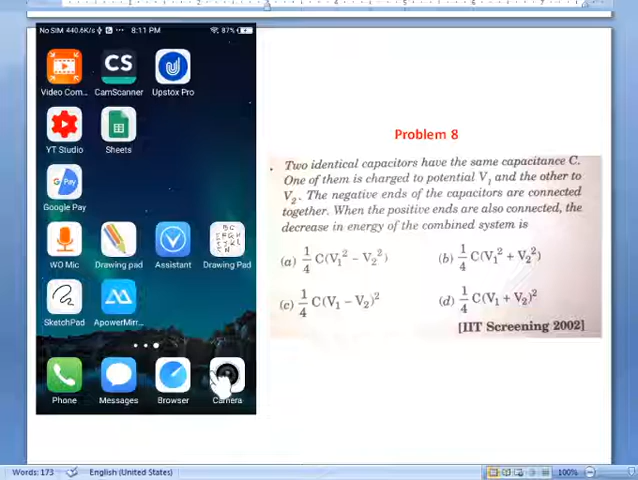 No SIM 440.6K/s ... 8:11 PM 87%
Video Com... CamScanner Upstox Pro
CS
YT Studio Sheets
G Pay
Google Pay
WO Mic Drawing pad Assistant Drawing Pad
SketchPad ApowerMirr...
Phone Messages Browser Camera
Problem 8
Two identical capacitors have the same capacitance C.
One of them is charged to potential V₁ and the other to
V₂. The negative ends of the capacitors are connected
together. When the positive ends are also connected, the
decrease in energy of the combined system is
(a) 1/4 C(V₁² – V₂²) (b) 1/4 C(V₁² + V₂²)
(c) 1/4 C(V₁ – V₂)² (d) 1/4 C(V₁ + V₂)²
[IIT Screening 2002]
Words: 173 English (United States) 100%